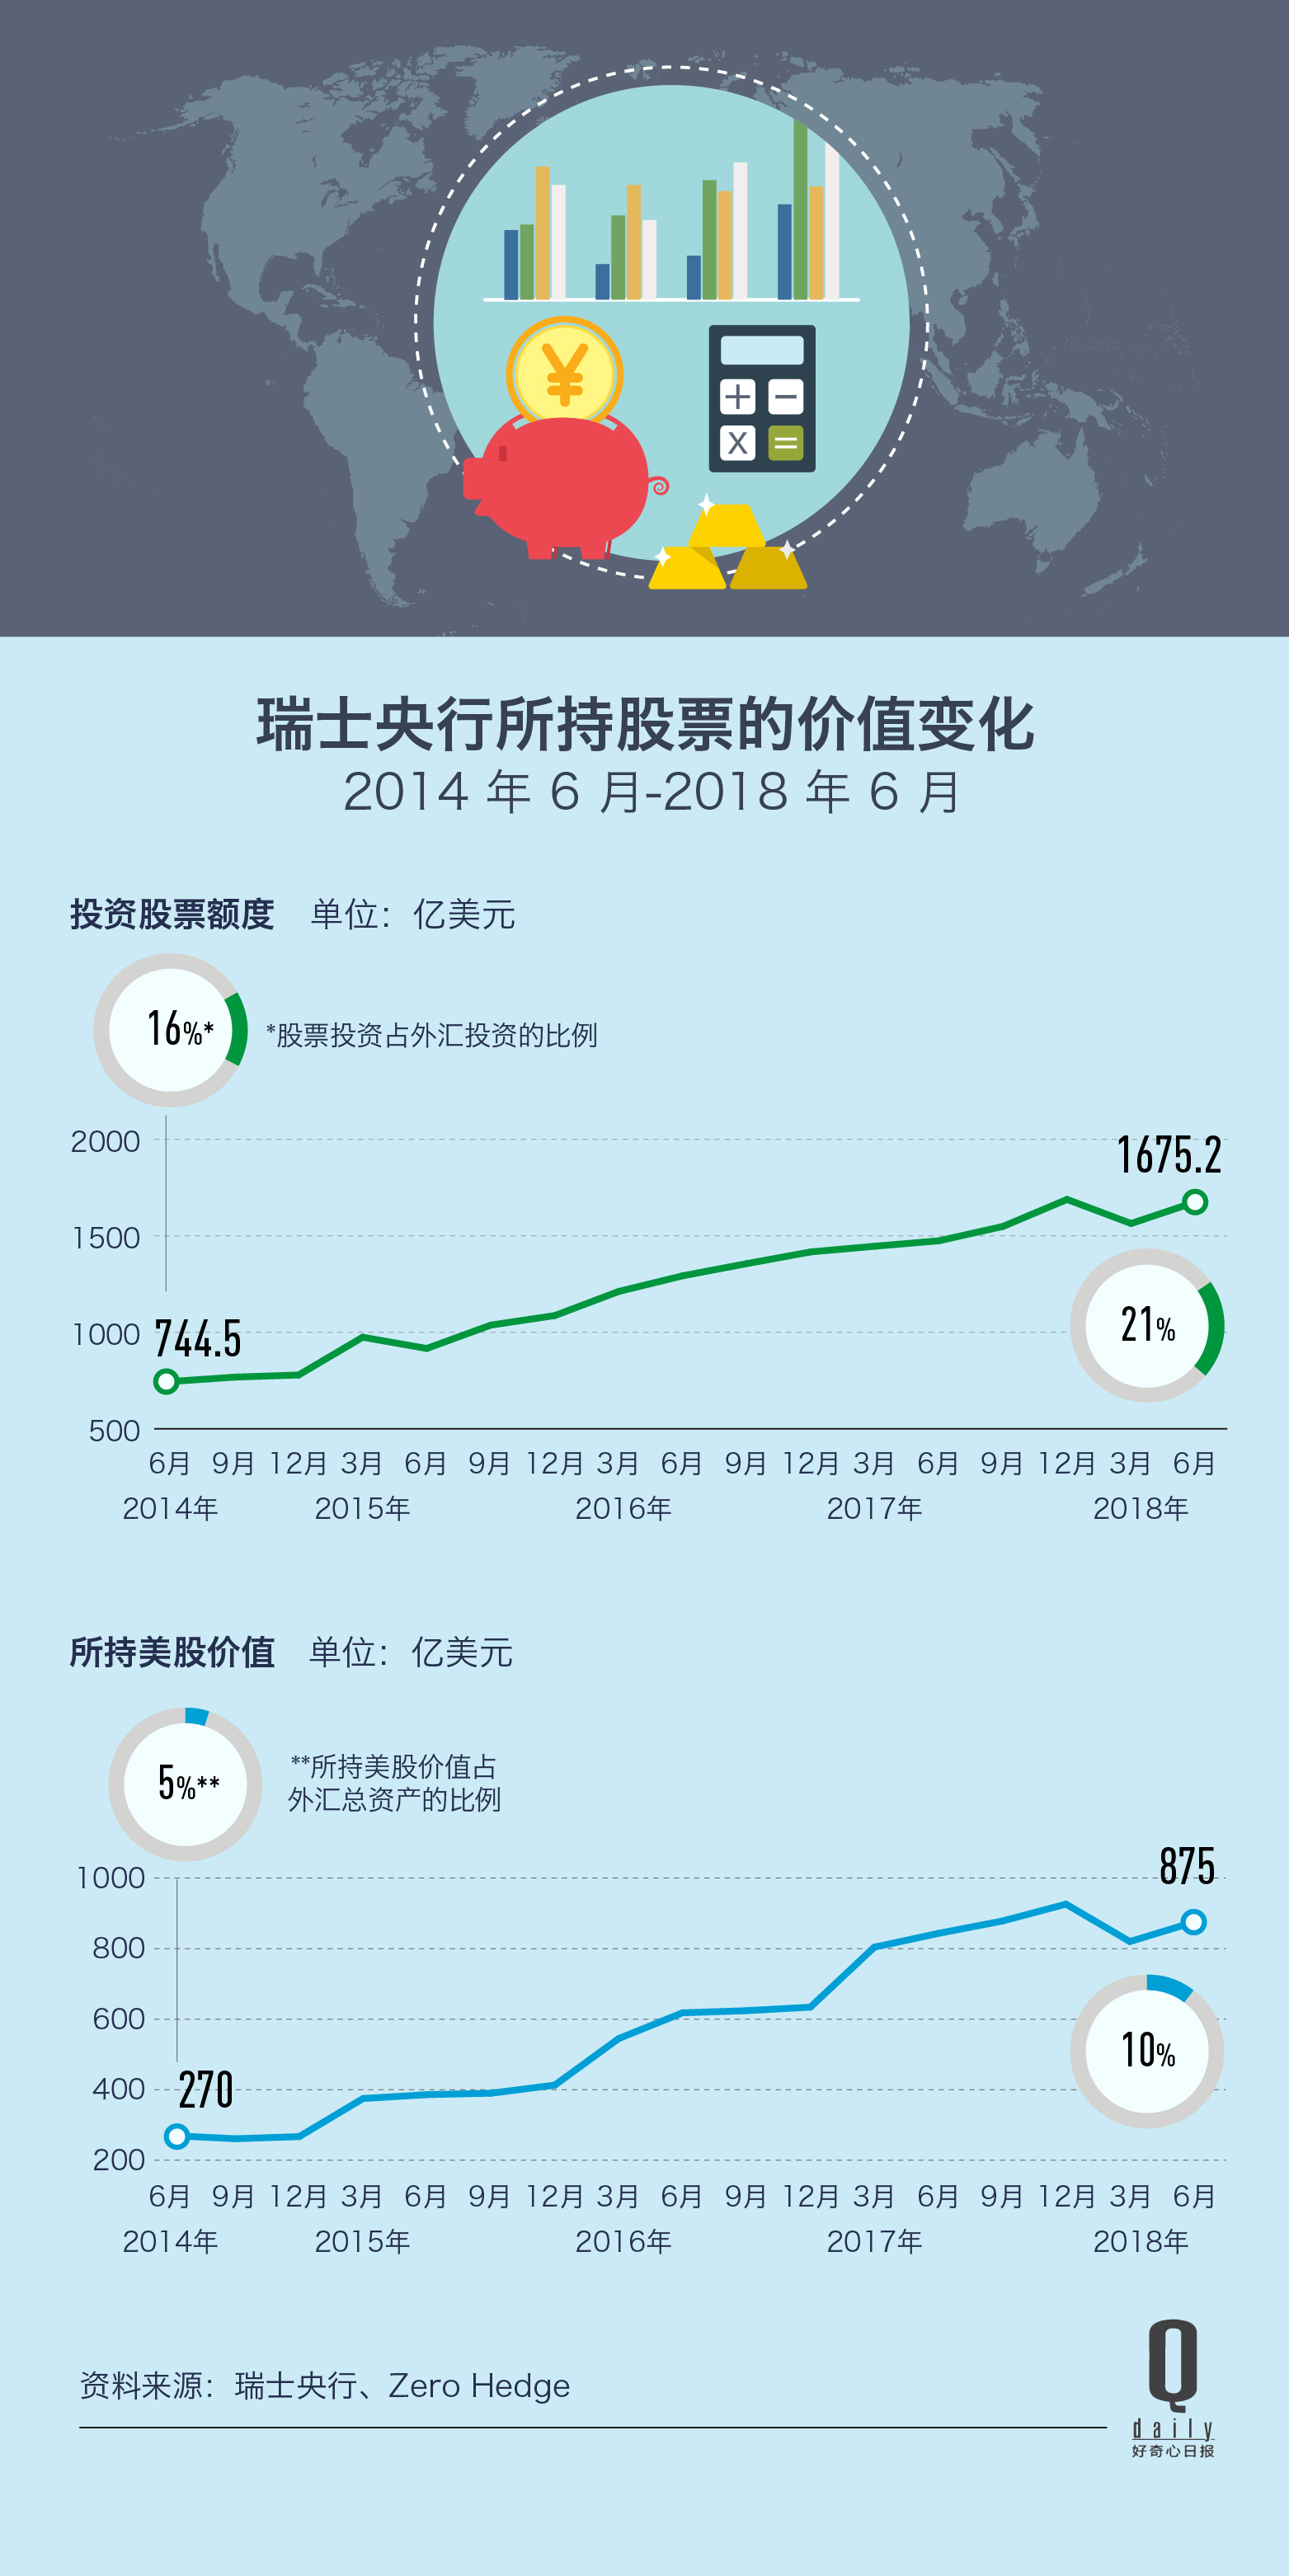 ¥
+ −
X =
瑞士央行所持股票的价值变化
2014 年 6 月-2018 年 6 月
投资股票额度 单位：亿美元
16%*
*股票投资占外汇投资的比例
2000
1675.2
1500
21%
1000
744.5
500
6月 9月 12月 3月 6月 9月 12月 3月 6月 9月 12月 3月 6月 9月 12月 3月 6月
2014年 2015年 2016年 2017年 2018年
所持美股价值 单位：亿美元
5%**
**所持美股价值占
外汇总资产的比例
875
1000
800
600
10%
400
270
200
6月 9月 12月 3月 6月 9月 12月 3月 6月 9月 12月 3月 6月 9月 12月 3月 6月
2014年 2015年 2016年 2017年 2018年
资料来源：瑞士央行、Zero Hedge
Q
daily
好奇心日报